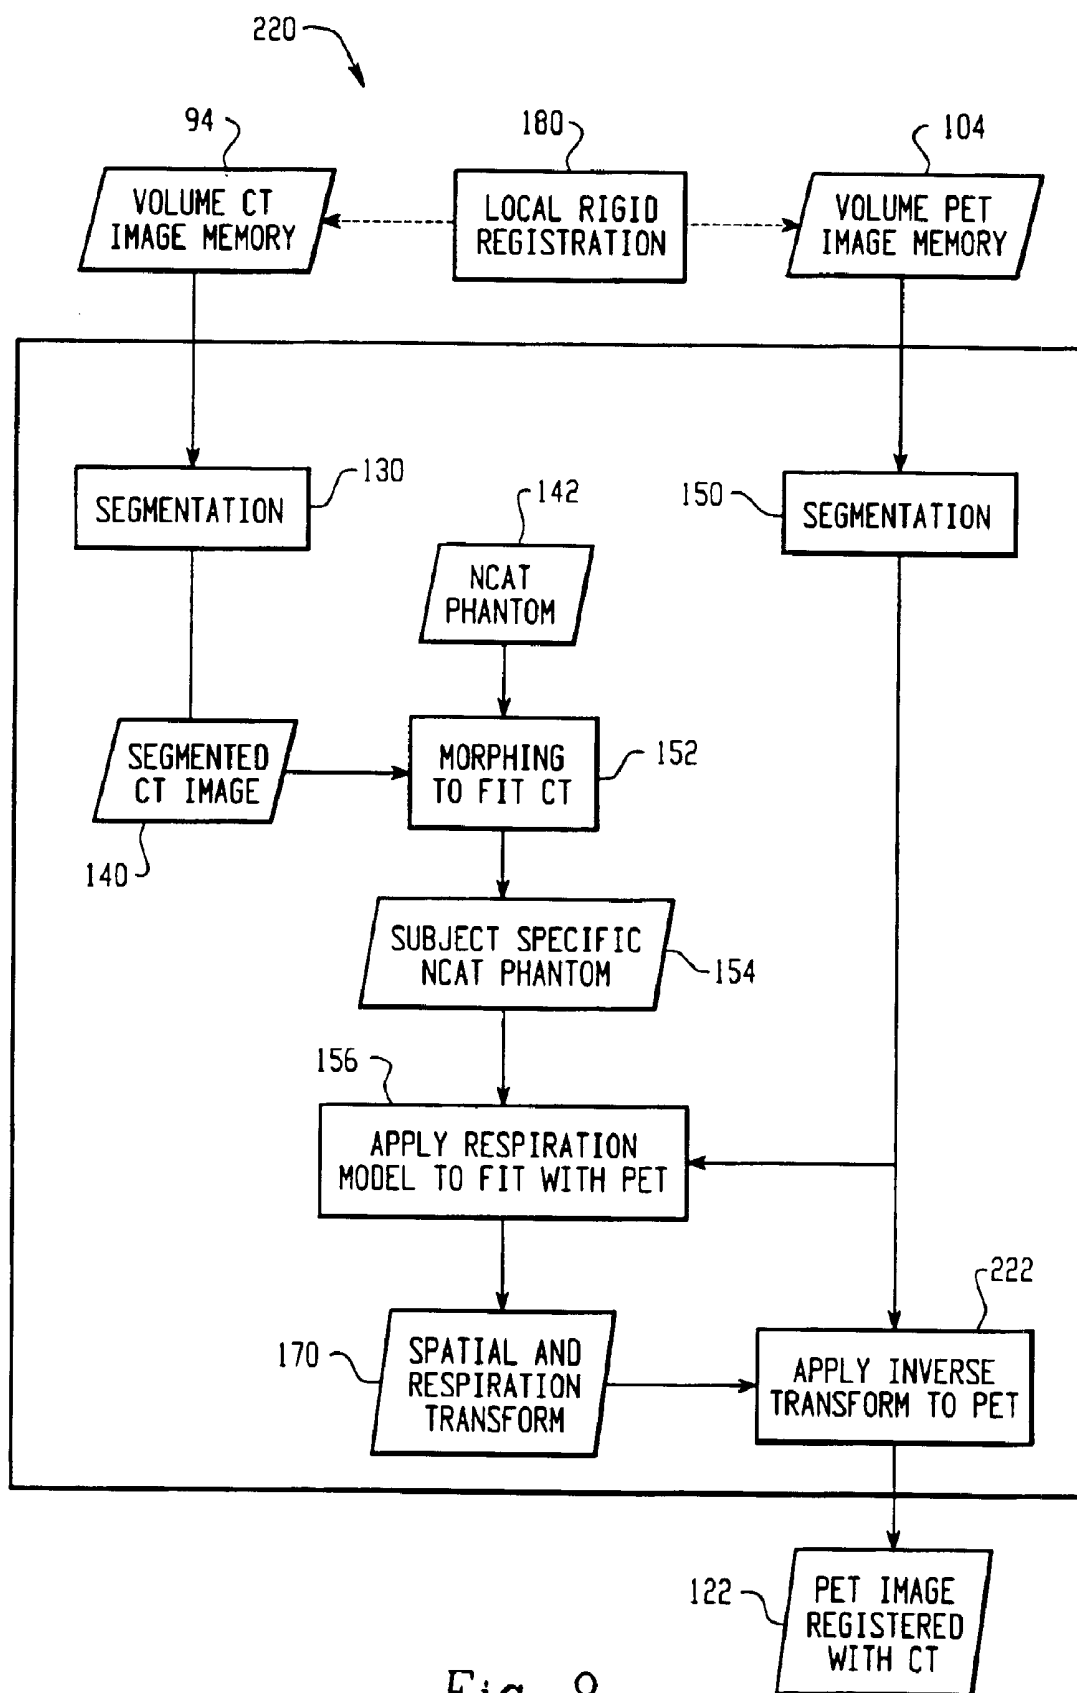 220
94
180
104
VOLUME CT
IMAGE MEMORY
LOCAL RIGID
REGISTRATION
VOLUME PET
IMAGE MEMORY
SEGMENTATION
130
142
150
SEGMENTATION
NCAT
PHANTOM
SEGMENTED
CT IMAGE
140
MORPHING
TO FIT CT
152
SUBJECT SPECIFIC
NCAT PHANTOM
154
156
APPLY RESPIRATION
MODEL TO FIT WITH PET
170
SPATIAL AND
RESPIRATION
TRANSFORM
222
APPLY INVERSE
TRANSFORM TO PET
122
PET IMAGE
REGISTERED
WITH CT
Fig. 9